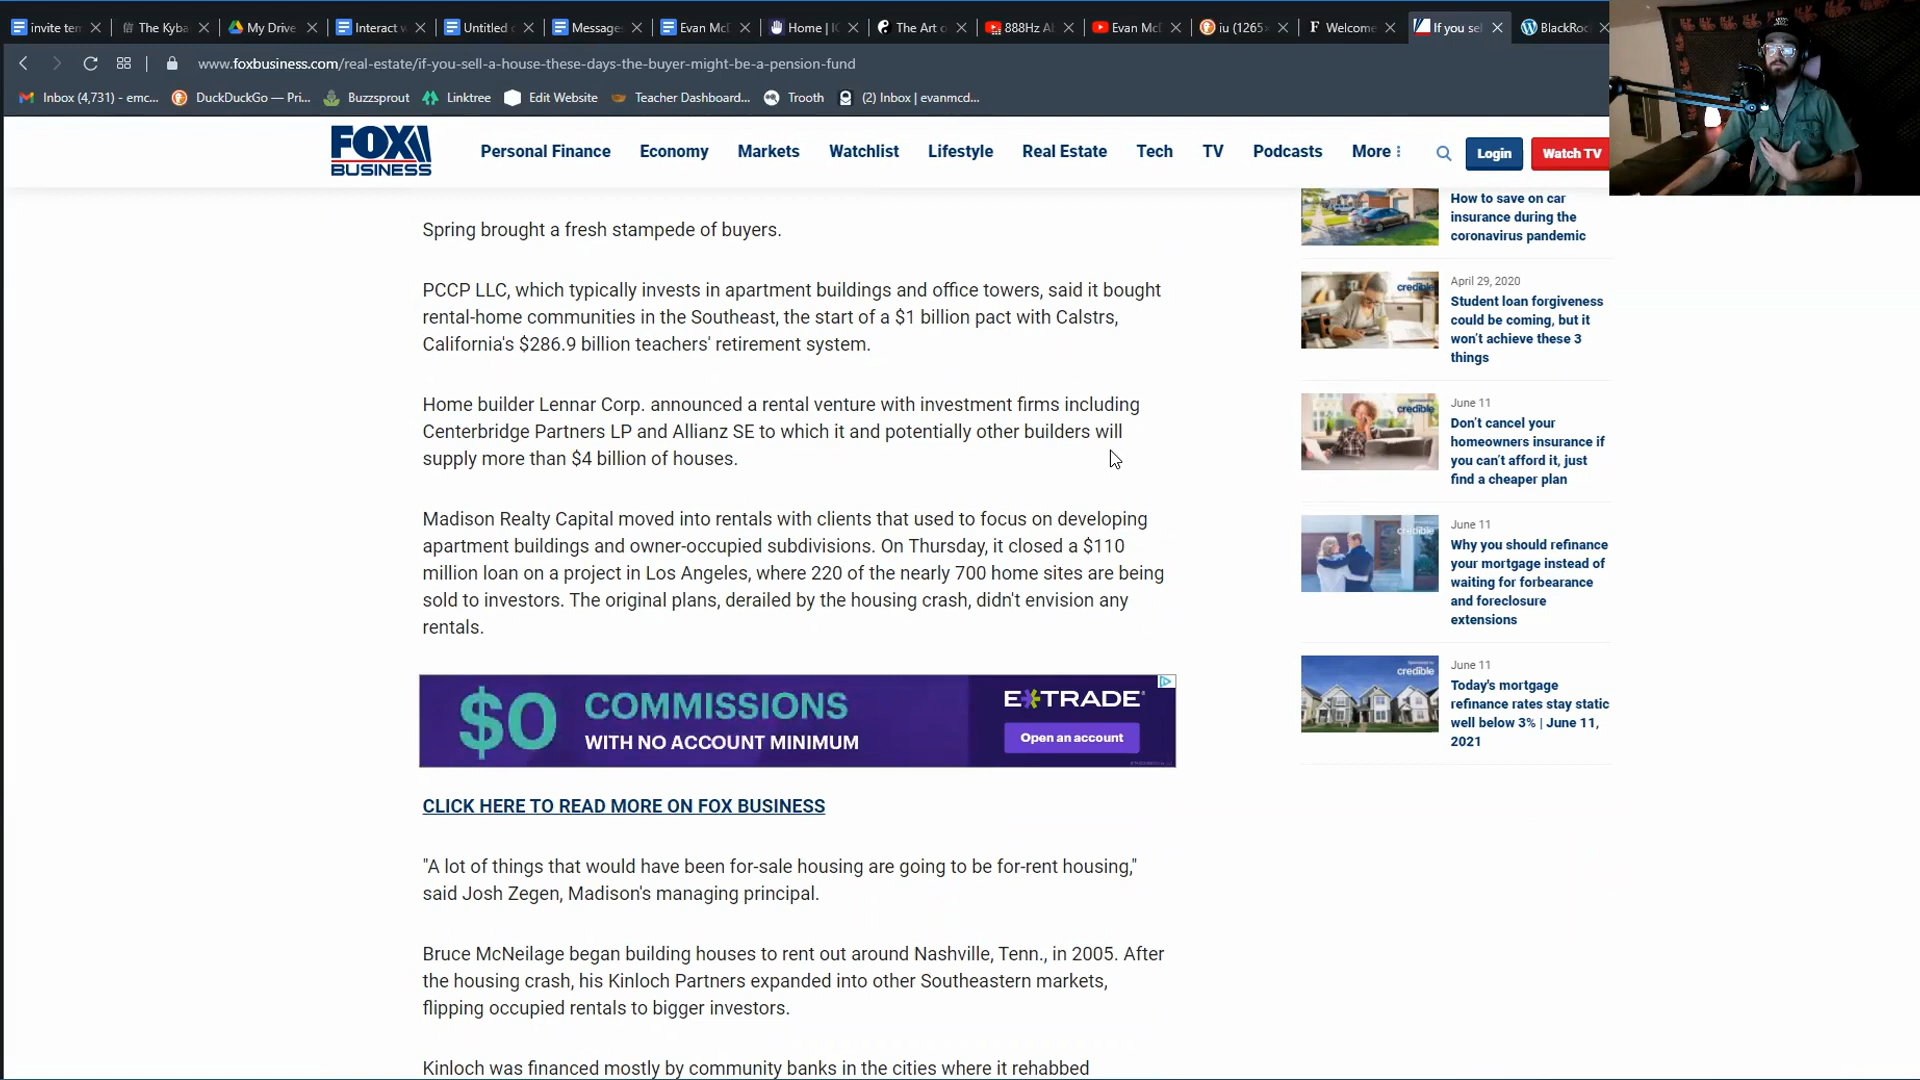 invite ten
The Kyba
My Drive
Interact w
Untitled d
Message
Evan McD
Home | IC
The Art o
888Hz Ab
Evan McD
iu (1265×
Welcome
If you sel
BlackRoc
www.foxbusiness.com/real-estate/if-you-sell-a-house-these-days-the-buyer-might-be-a-pension-fund
Inbox (4,731) - emc...
DuckDuckGo — Pri...
Buzzsprout
Linktree
Edit Website
Teacher Dashboard...
Trooth
(2) Inbox | evanmcd...
FOX
BUSINESS
Personal Finance
Economy
Markets
Watchlist
Lifestyle
Real Estate
Tech
TV
Podcasts
More
Login
Watch TV
Spring brought a fresh stampede of buyers.
PCCP LLC, which typically invests in apartment buildings and office towers, said it bought
rental-home communities in the Southeast, the start of a $1 billion pact with Calstrs,
California's $286.9 billion teachers' retirement system.
Home builder Lennar Corp. announced a rental venture with investment firms including
Centerbridge Partners LP and Allianz SE to which it and potentially other builders will
supply more than $4 billion of houses.
Madison Realty Capital moved into rentals with clients that used to focus on developing
apartment buildings and owner-occupied subdivisions. On Thursday, it closed a $110
million loan on a project in Los Angeles, where 220 of the nearly 700 home sites are being
sold to investors. The original plans, derailed by the housing crash, didn't envision any
rentals.
$0 COMMISSIONS
WITH NO ACCOUNT MINIMUM
E*TRADE
Open an account
CLICK HERE TO READ MORE ON FOX BUSINESS
"A lot of things that would have been for-sale housing are going to be for-rent housing,"
said Josh Zegen, Madison's managing principal.
Bruce McNeilage began building houses to rent out around Nashville, Tenn., in 2005. After
the housing crash, his Kinloch Partners expanded into other Southeastern markets,
flipping occupied rentals to bigger investors.
Kinloch was financed mostly by community banks in the cities where it rehabbed
How to save on car
insurance during the
coronavirus pandemic
credible
April 29, 2020
Student loan forgiveness
could be coming, but it
won't achieve these 3
things
credible
June 11
Don't cancel your
homeowners insurance if
you can't afford it, just
find a cheaper plan
credible
June 11
Why you should refinance
your mortgage instead of
waiting for forbearance
and foreclosure
extensions
credible
June 11
Today's mortgage
refinance rates stay static
well below 3% | June 11,
2021